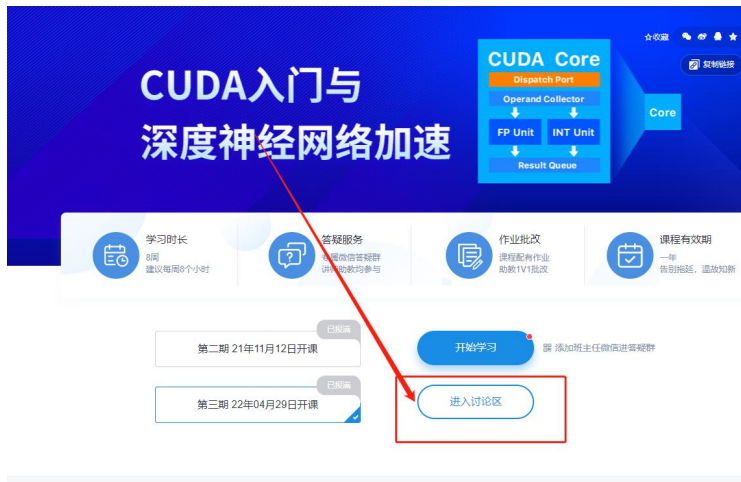 ☆收藏
复制链接
CUDA入门与
深度神经网络加速
CUDA Core
Dispatch Port
Operand Collector
FP Unit
INT Unit
Result Queue
Core
学习时长
8周
建议每周8个小时
答疑服务
专属微信答疑群
讲师助教均参与
作业批改
课程配有作业
助教1V1批改
课程有效期
一年
告别拖延，温故知新
已报满
第二期 21年11月12日开课
开始学习
添加班主任微信进答疑群
已报满
第三期 22年04月29日开课
进入讨论区